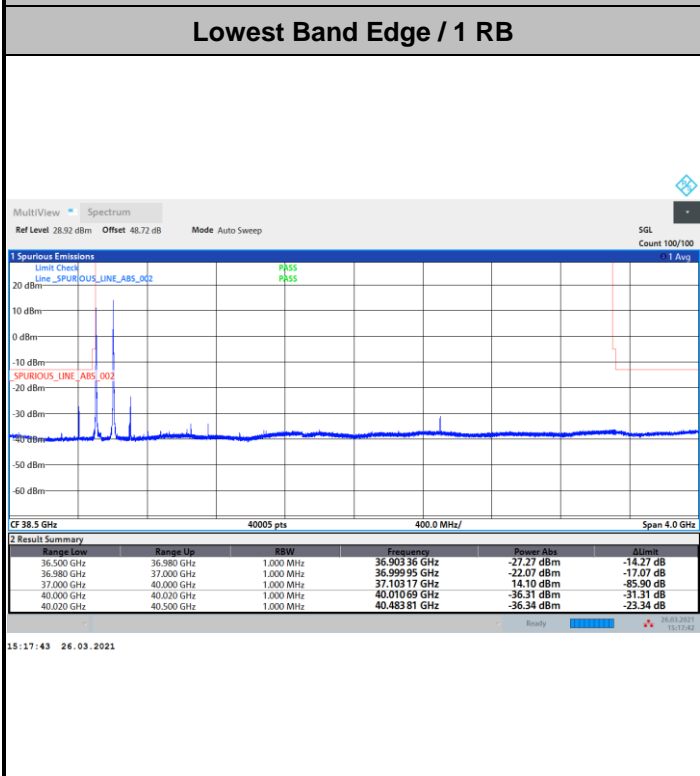 Lowest Band Edge / 1 RB
MultiView Spectrum
Ref Level 28.92 dBm Offset 48.72 dB Mode Auto Sweep SGL
Count 100/100
1 Spurious Emissions 1 Avg
Limit Check PASS
Line _SPURIOUS_LINE_ABS_002 PASS
20 dBm
10 dBm
0 dBm
-10 dBm
SPURIOUS_LINE_ABS_002
-20 dBm
-30 dBm
-40 dBm
-50 dBm
-60 dBm
CF 38.5 GHz 40005 pts 400.0 MHz/ Span 4.0 GHz
2 Result Summary
Range Low Range Up RBW Frequency Power Abs ΔLimit
36.500 GHz 36.980 GHz 1.000 MHz 36.903 36 GHz -27.27 dBm -14.27 dB
36.980 GHz 37.000 GHz 1.000 MHz 36.999 95 GHz -22.07 dBm -17.07 dB
37.000 GHz 40.000 GHz 1.000 MHz 37.103 17 GHz 14.10 dBm -85.90 dB
40.000 GHz 40.020 GHz 1.000 MHz 40.010 69 GHz -36.31 dBm -31.31 dB
40.020 GHz 40.500 GHz 1.000 MHz 40.483 81 GHz -36.34 dBm -23.34 dB
Ready 26.03.2021
15:17:42
15:17:43 26.03.2021